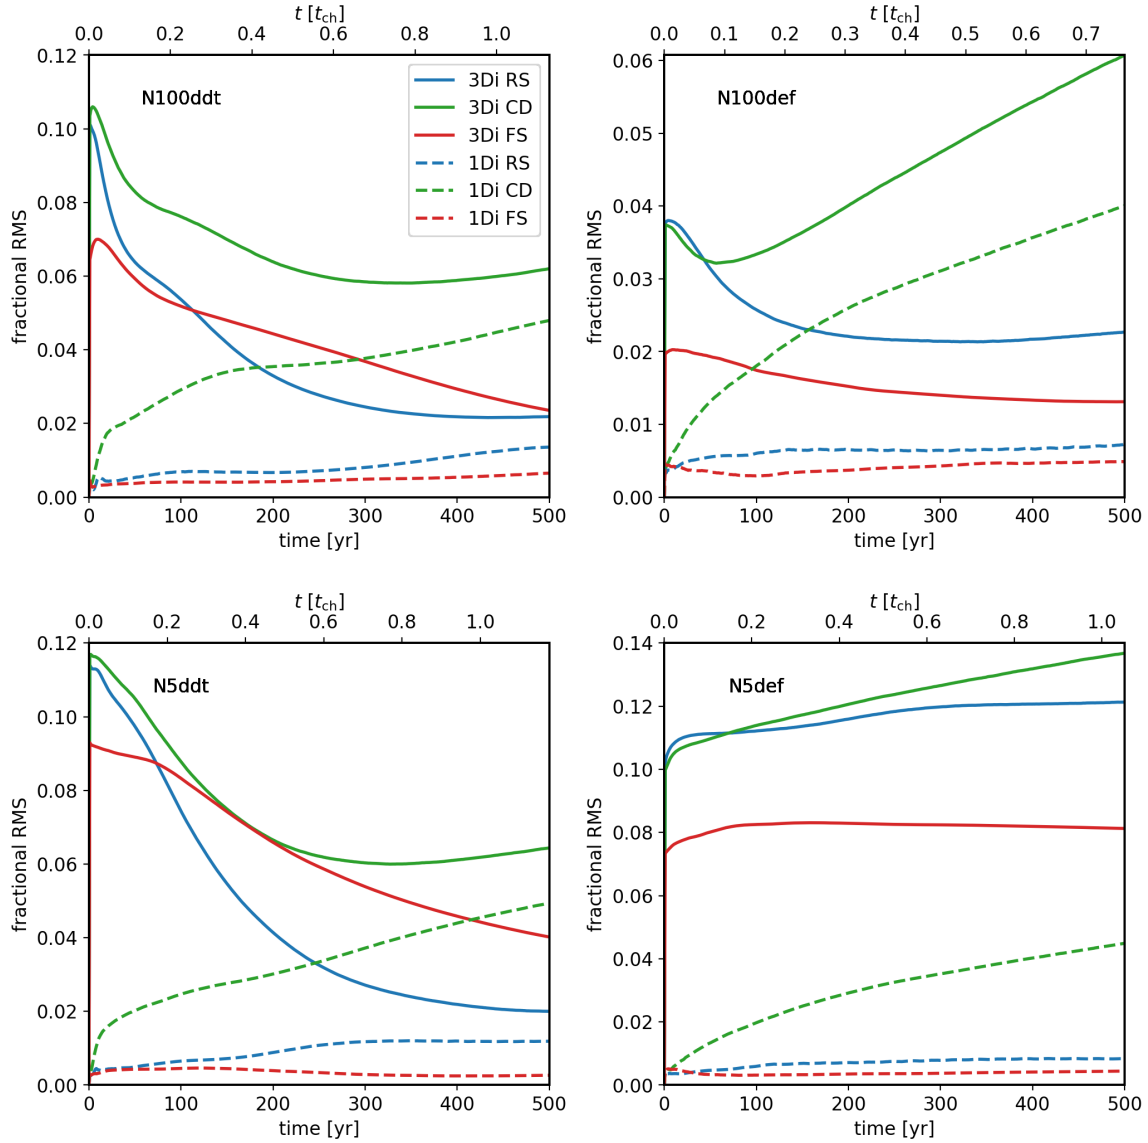 t [t_ch]
0.0 0.2 0.4 0.6 0.8 1.0
0.12
0.10
0.08
0.06
0.04
0.02
0.00
fractional RMS
N100ddt
3Di RS
3Di CD
3Di FS
1Di RS
1Di CD
1Di FS
0 100 200 300 400 500
time [yr]
t [t_ch]
0.0 0.1 0.2 0.3 0.4 0.5 0.6 0.7
0.06
0.05
0.04
0.03
0.02
0.01
0.00
fractional RMS
N100def
0 100 200 300 400 500
time [yr]
t [t_ch]
0.0 0.2 0.4 0.6 0.8 1.0
0.12
0.10
0.08
0.06
0.04
0.02
0.00
fractional RMS
N5ddt
0 100 200 300 400 500
time [yr]
t [t_ch]
0.0 0.2 0.4 0.6 0.8 1.0
0.14
0.12
0.10
0.08
0.06
0.04
0.02
0.00
fractional RMS
N5def
0 100 200 300 400 500
time [yr]